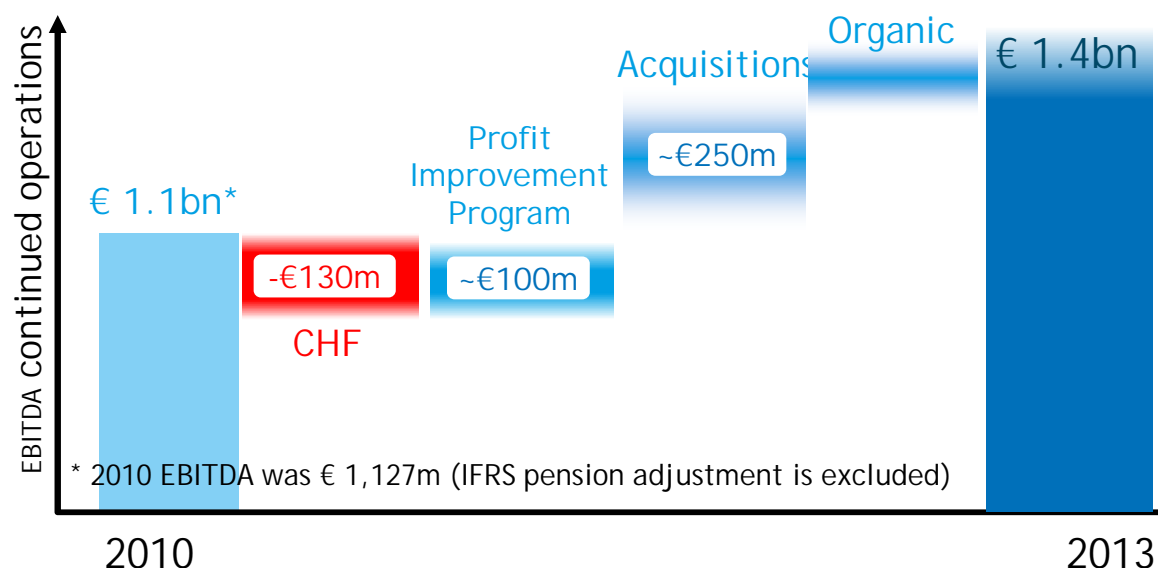 EBITDA continued operations
€ 1.1bn*
-€130m
CHF
Profit
Improvement
Program
~€100m
Acquisitions
~€250m
Organic
€ 1.4bn
* 2010 EBITDA was € 1,127m (IFRS pension adjustment is excluded)
2010
2013